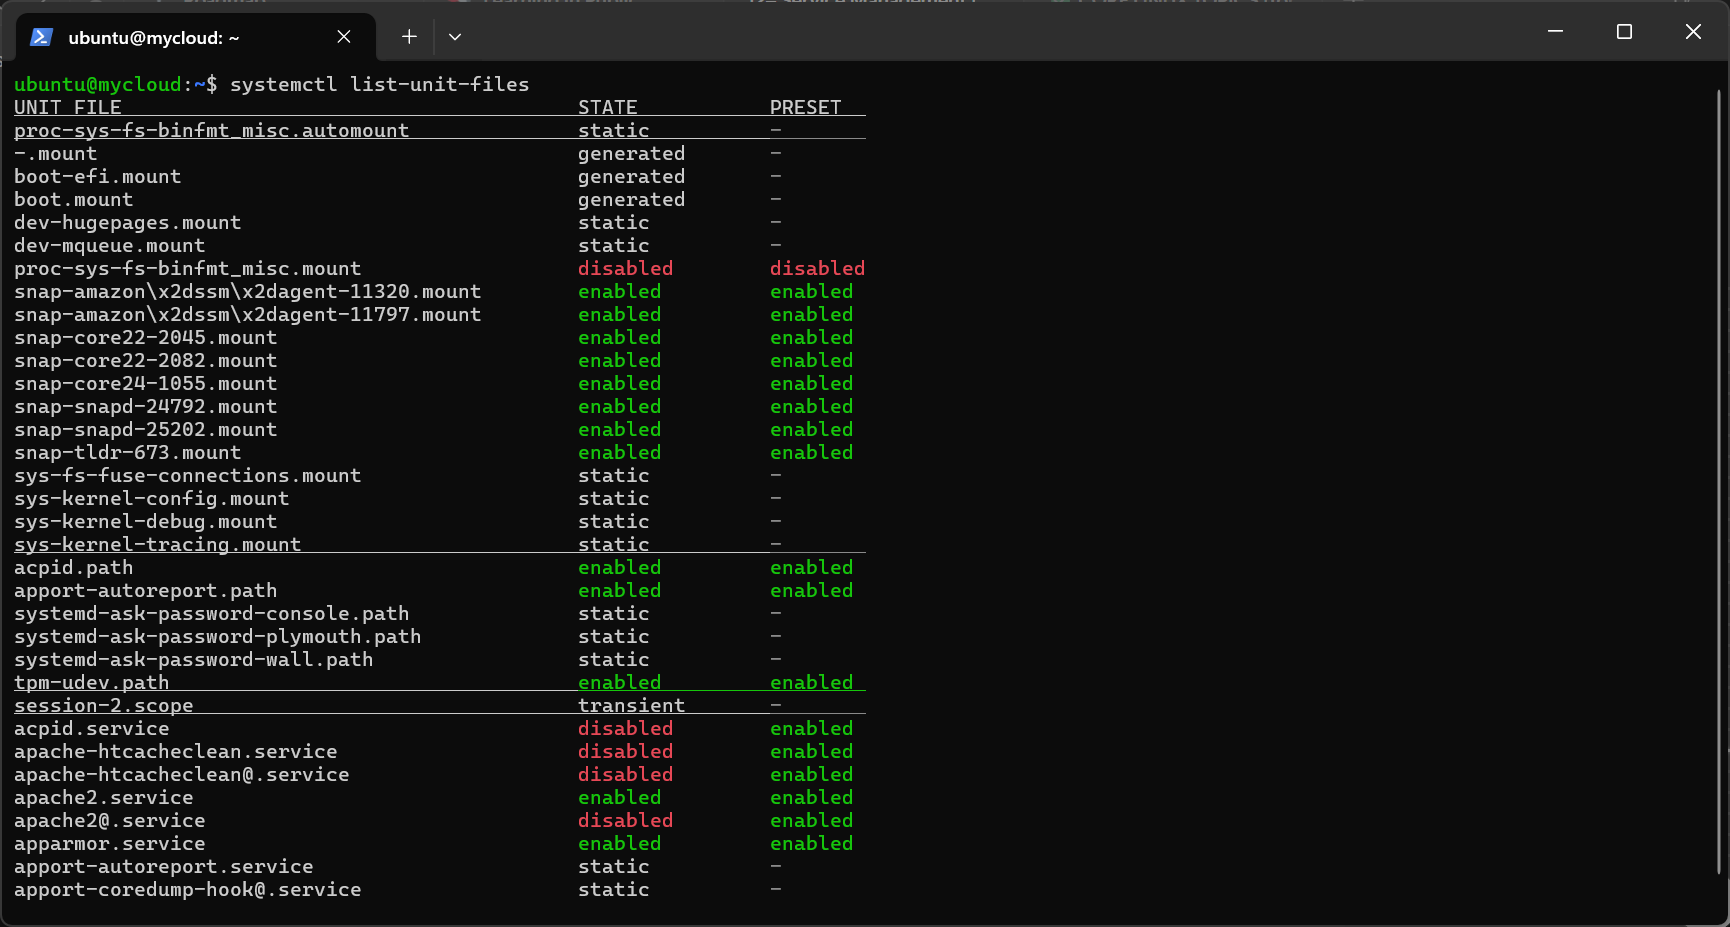 ubuntu@mycloud: ~
ubuntu@mycloud:~$ systemctl list-unit-files
UNIT FILE STATE PRESET
proc-sys-fs-binfmt_misc.automount static -
-.mount generated -
boot-efi.mount generated -
boot.mount generated -
dev-hugepages.mount static -
dev-mqueue.mount static -
proc-sys-fs-binfmt_misc.mount disabled disabled
snap-amazon\x2dssm\x2dagent-11320.mount enabled enabled
snap-amazon\x2dssm\x2dagent-11797.mount enabled enabled
snap-core22-2045.mount enabled enabled
snap-core22-2082.mount enabled enabled
snap-core24-1055.mount enabled enabled
snap-snapd-24792.mount enabled enabled
snap-snapd-25202.mount enabled enabled
snap-tldr-673.mount enabled enabled
sys-fs-fuse-connections.mount static -
sys-kernel-config.mount static -
sys-kernel-debug.mount static -
sys-kernel-tracing.mount static -
acpid.path enabled enabled
apport-autoreport.path enabled enabled
systemd-ask-password-console.path static -
systemd-ask-password-plymouth.path static -
systemd-ask-password-wall.path static -
tpm-udev.path enabled enabled
session-2.scope transient -
acpid.service disabled enabled
apache-htcacheclean.service disabled enabled
apache-htcacheclean@.service disabled enabled
apache2.service enabled enabled
apache2@.service disabled enabled
apparmor.service enabled enabled
apport-autoreport.service static -
apport-coredump-hook@.service static -